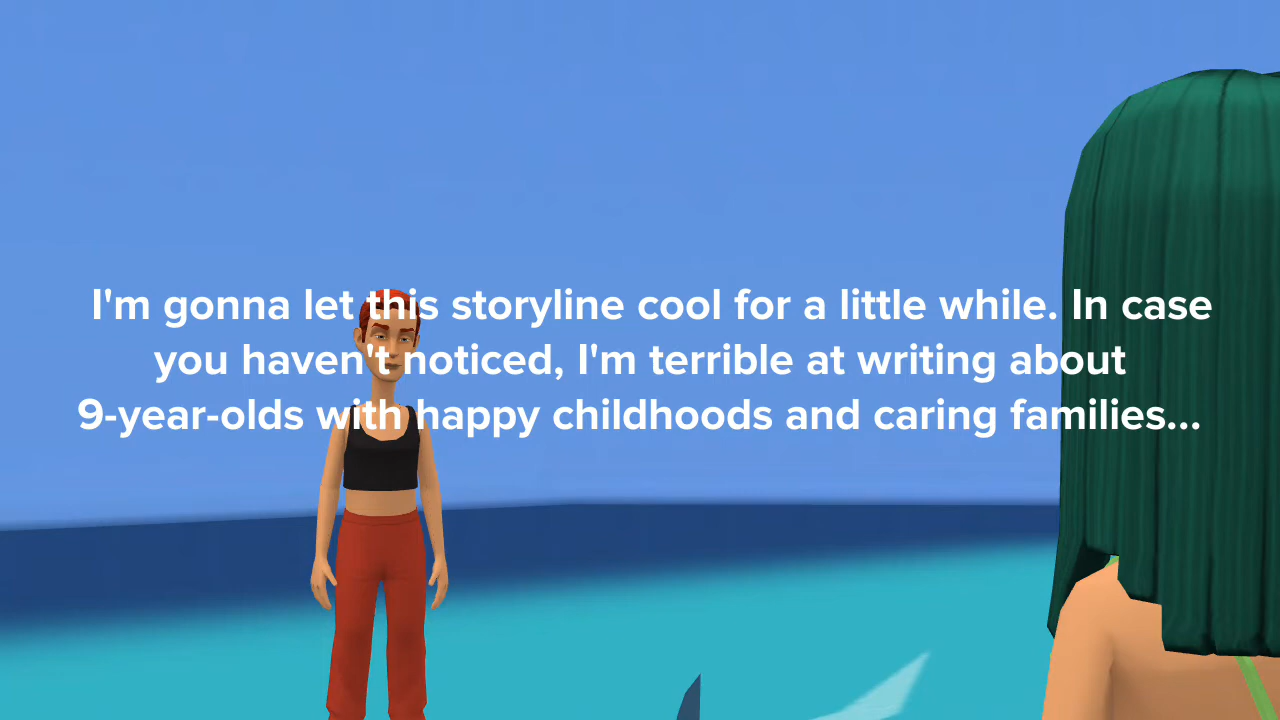 I'm gonna let this storyline cool for a little while. In case
you haven't noticed, I'm terrible at writing about
9-year-olds with happy childhoods and caring families...